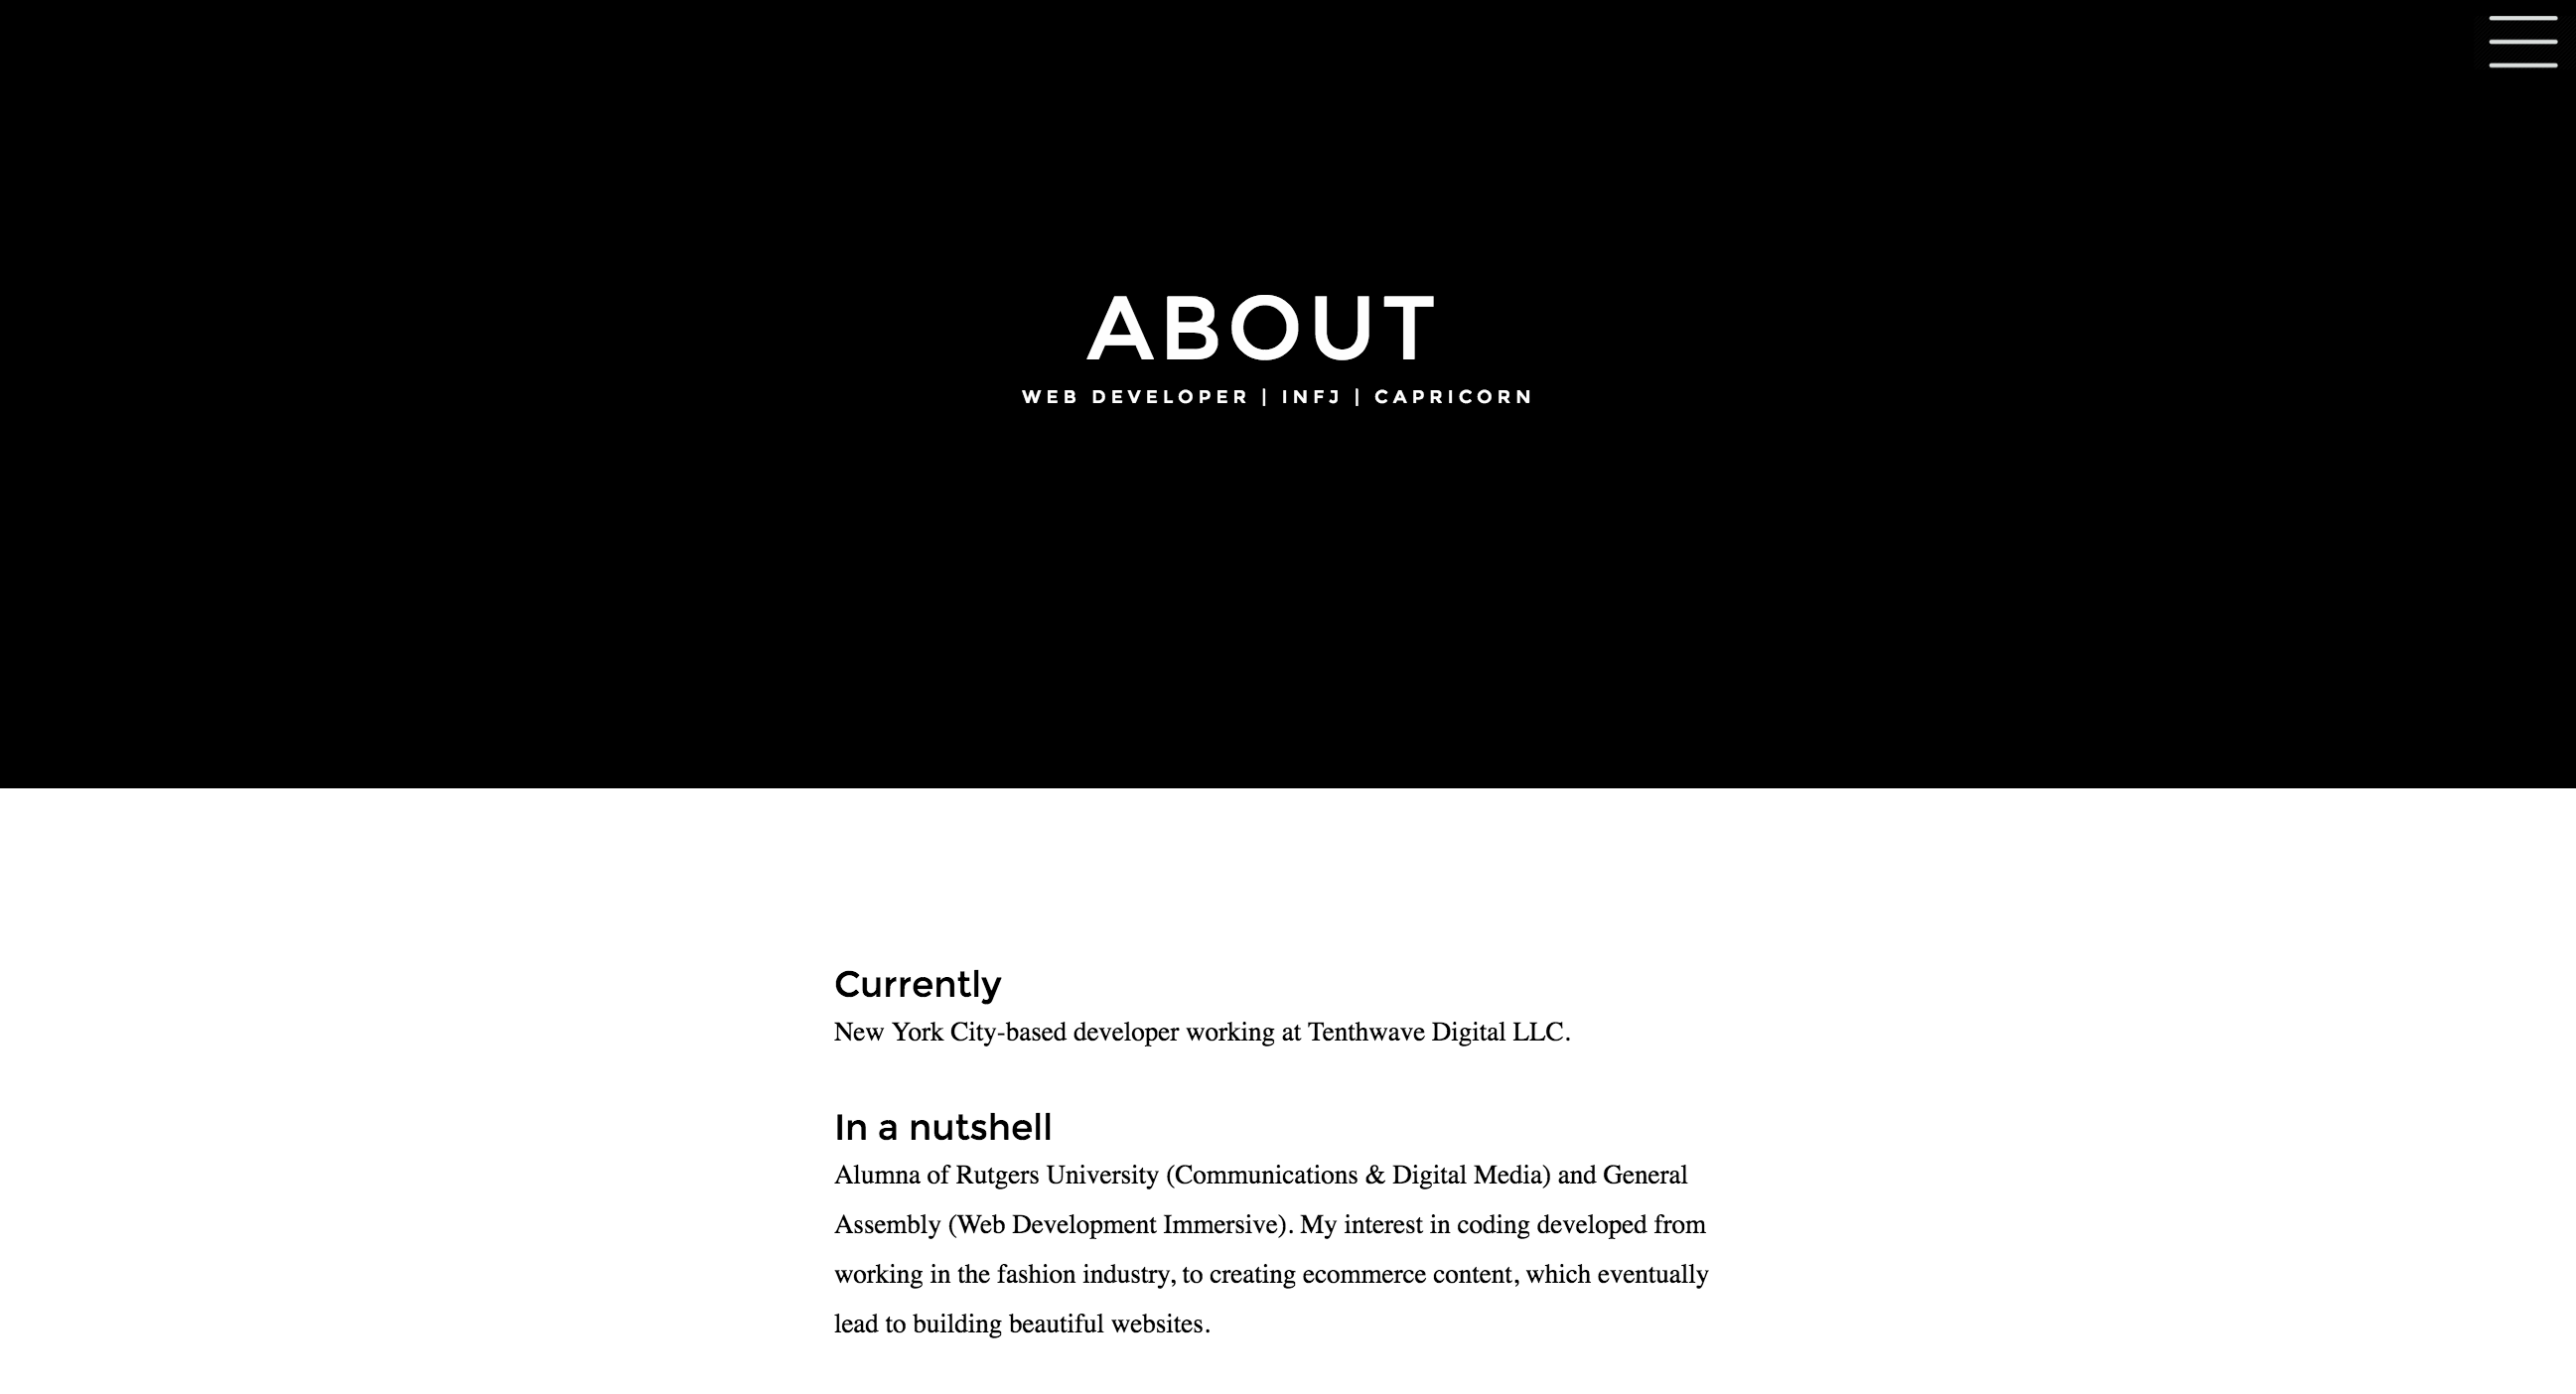 ABOUT
WEB DEVELOPER | INFJ | CAPRICORN
Currently
New York City-based developer working at Tenthwave Digital LLC.
In a nutshell
Alumna of Rutgers University (Communications & Digital Media) and General
Assembly (Web Development Immersive). My interest in coding developed from
working in the fashion industry, to creating ecommerce content, which eventually
lead to building beautiful websites.